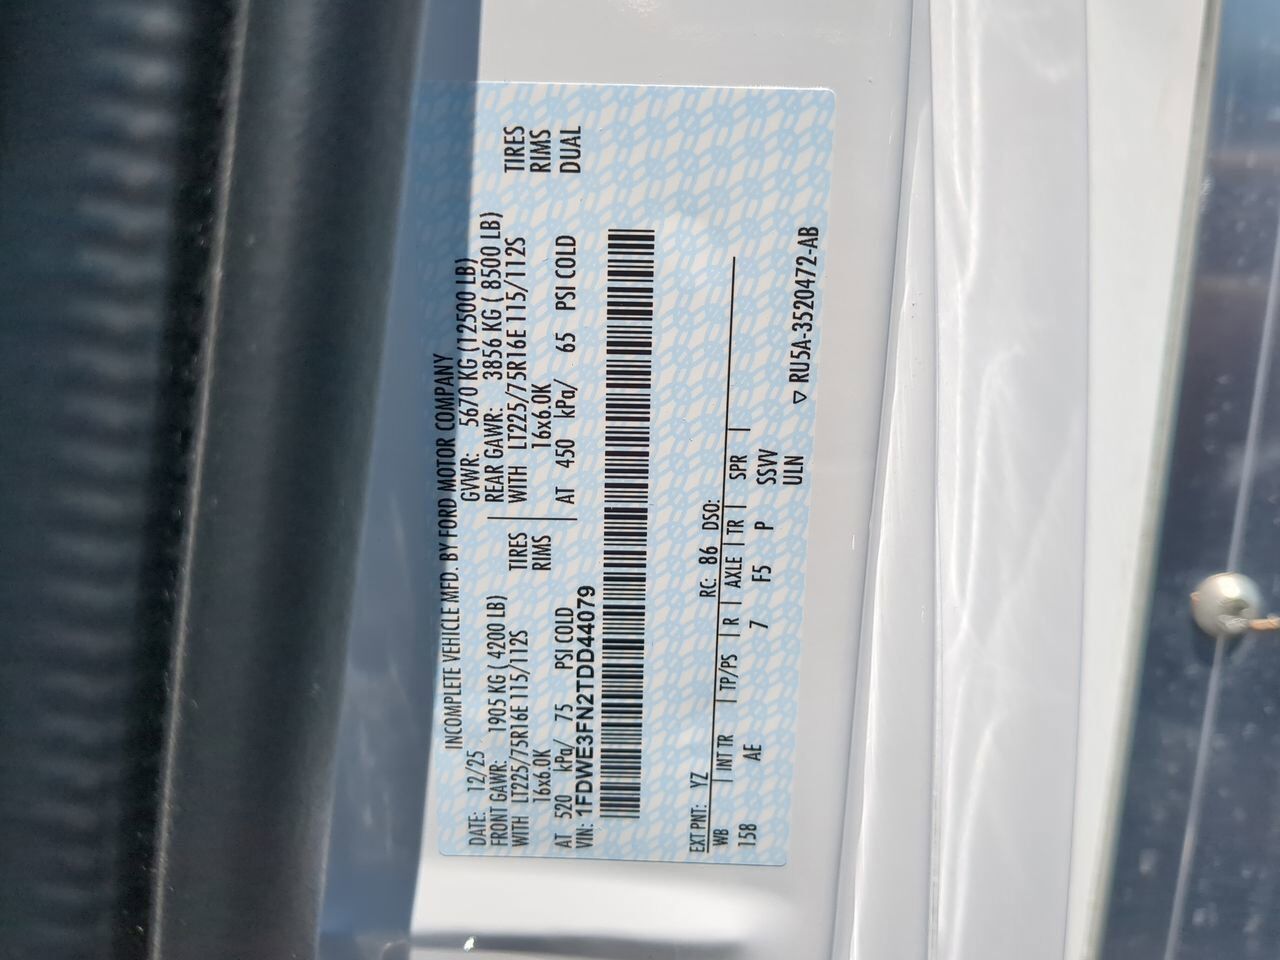 INCOMPLETE VEHICLE MFD. BY FORD MOTOR COMPANY
DATE: 12/25 GVWR: 5670 KG (12500 LB)
FRONT GAWR: 1905 KG ( 4200 LB) REAR GAWR: 3856 KG ( 8500 LB)
WITH LT225/75R16E 115/112S TIRES WITH LT225/75R16E 115/112S TIRES
16x6.0K RIMS 16x6.0K RIMS
AT 520 kPa/ 75 PSI COLD AT 450 kPa/ 65 PSI COLD DUAL
VIN: 1FDWE3FN2TDD44079
EXT PNT: YZ RC: 86 DSO:
WB | INT TR | TP/PS | R | AXLE | TR | SPR |
158 AE 7 F5 P SSVV
ULN
▽ RU5A-3520472-AB